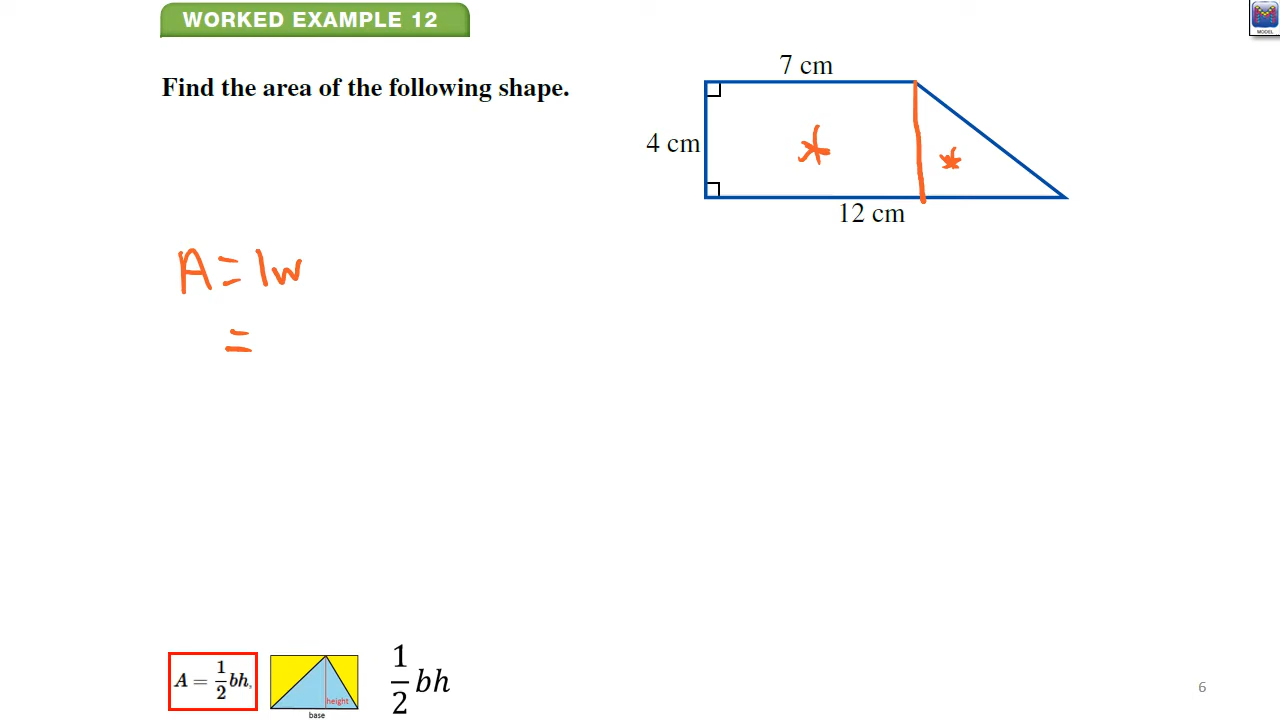 WORKED EXAMPLE 12
MODEL
Find the area of the following shape.
7 cm
4 cm
12 cm
A = lw
=
A = 1/2 bh,
height
base
1/2 bh
6